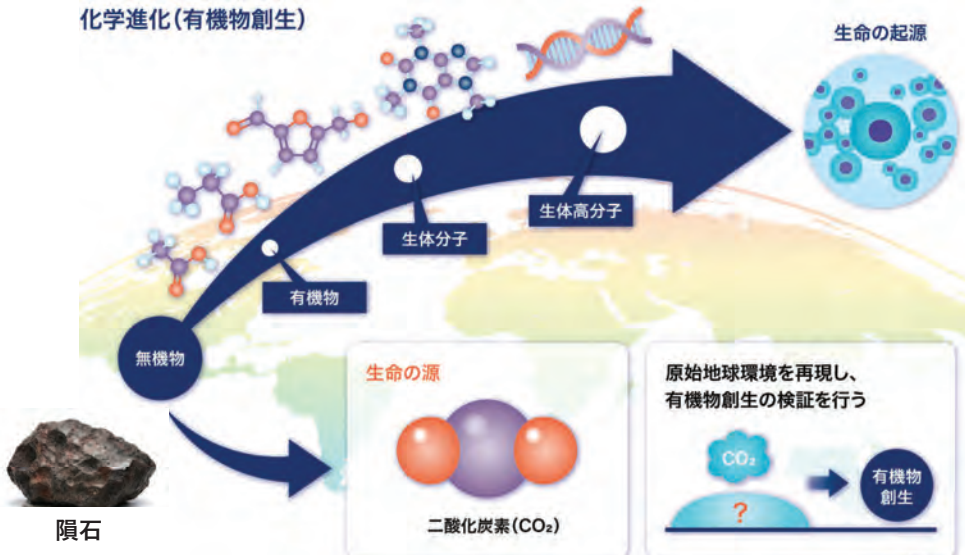 化学進化(有機物創生)
生命の起源
生体高分子
生体分子
有機物
無機物
隕石
生命の源
二酸化炭素(CO₂)
原始地球環境を再現し、
有機物創生の検証を行う
CO₂
?
有機物
創生